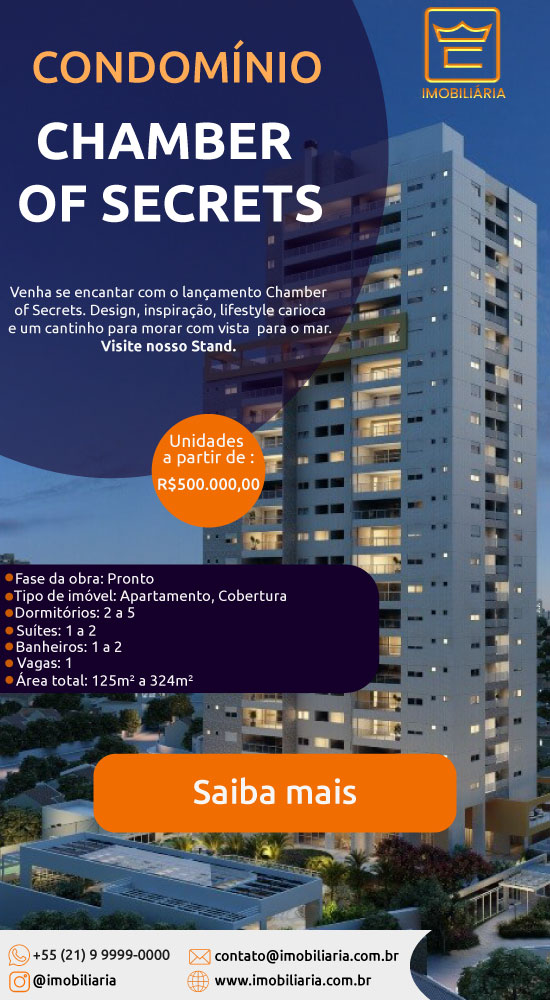 CONDOMÍNIO
IMOBILIÁRIA
CHAMBER
OF SECRETS
Venha se encantar com o lançamento Chamber
of Secrets. Design, inspiração, lifestyle carioca
e um cantinho para morar com vista para o mar.
Visite nosso Stand.
Unidades
a partir de :
R$500.000,00
Fase da obra: Pronto
Tipo de imóvel: Apartamento, Cobertura
Dormitórios: 2 a 5
Suítes: 1 a 2
Banheiros: 1 a 2
Vagas: 1
Área total: 125m² a 324m²
Saiba mais
+55 (21) 9 9999-0000
contato@imobiliaria.com.br
@imobiliaria
www.imobiliaria.com.br